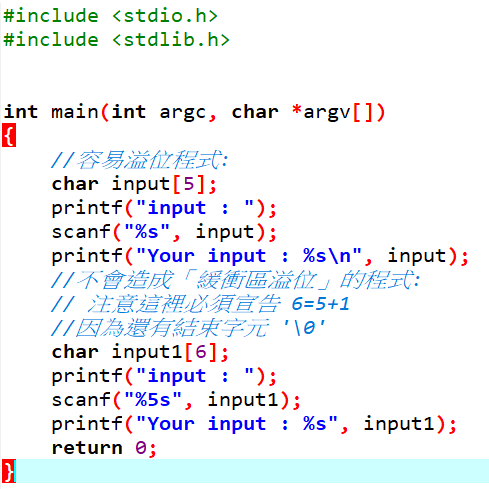 #include <stdio.h>
#include <stdlib.h>
int main(int argc, char *argv[])
{
    //容易溢位程式:
    char input[5];
    printf("input : ");
    scanf("%s", input);
    printf("Your input : %s\n", input);
    //不會造成「緩衝區溢位」的程式:
    // 注意這裡必須宣告 6=5+1
    //因為還有結束字元 '\0'
    char input1[6];
    printf("input : ");
    scanf("%5s", input1);
    printf("Your input : %s", input1);
    return 0;
}